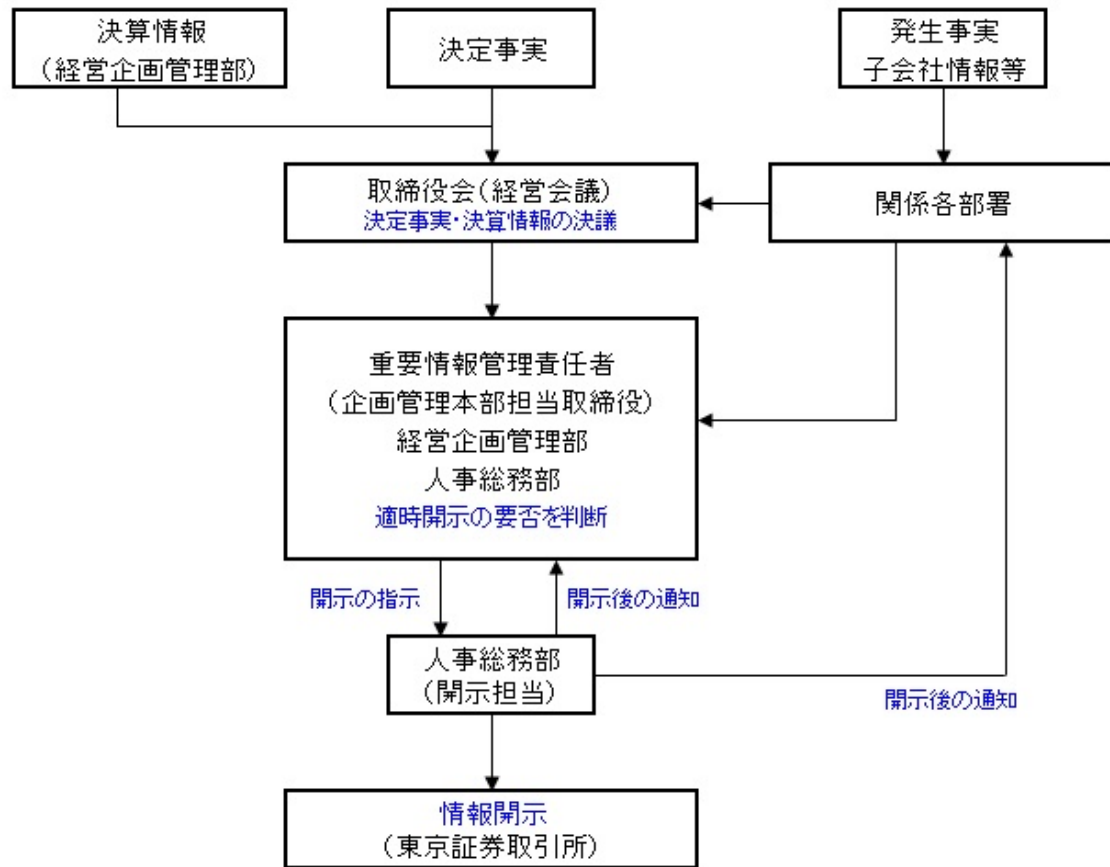 決算情報
（経営企画管理部）
決定事実
発生事実
子会社情報等
取締役会（経営会議）
決定事実・決算情報の決議
関係各部署
重要情報管理責任者
（企画管理本部担当取締役）
経営企画管理部
人事総務部
適時開示の要否を判断
開示の指示
開示後の通知
人事総務部
（開示担当）
開示後の通知
情報開示
（東京証券取引所）